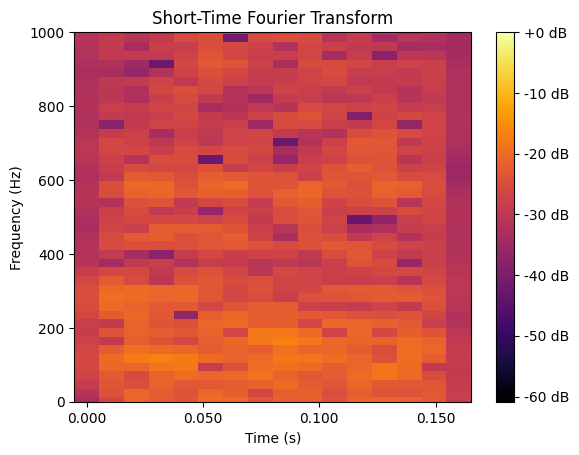 Short-Time Fourier Transform
1000
800
600
400
200
0
Frequency (Hz)
0.000
0.050
0.100
0.150
Time (s)
+0 dB
-10 dB
-20 dB
-30 dB
-40 dB
-50 dB
-60 dB